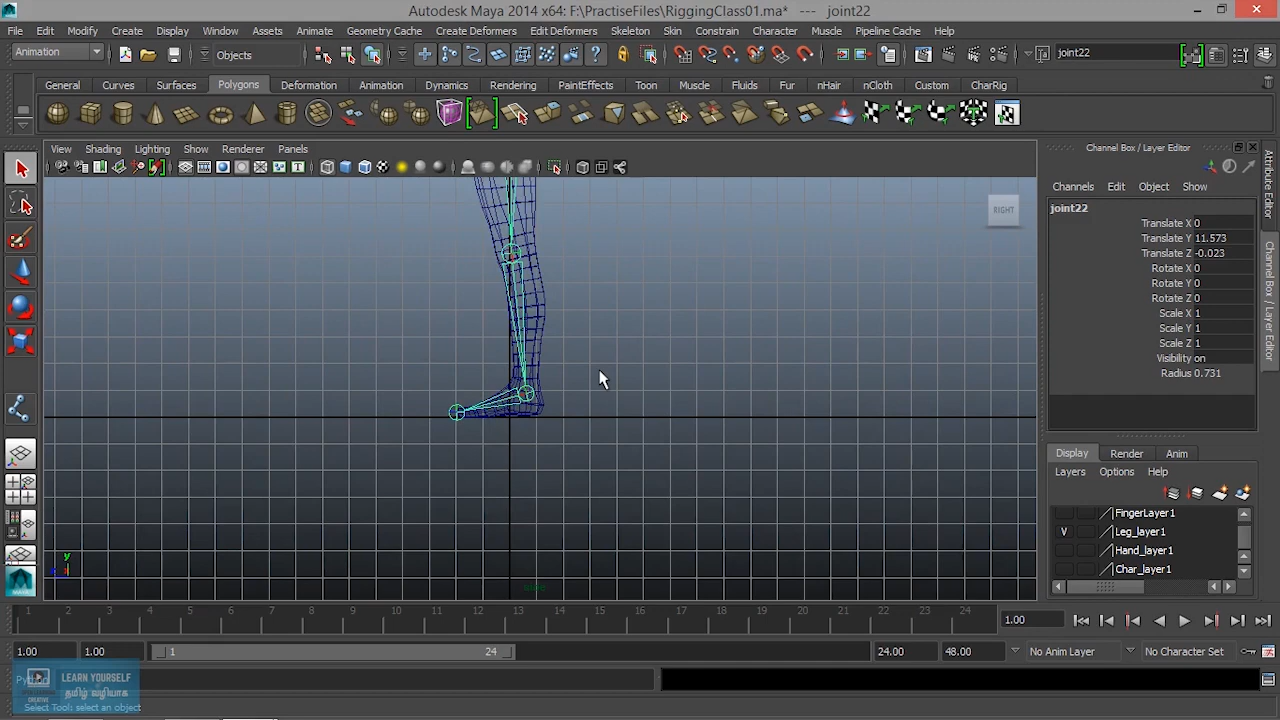 Autodesk Maya 2014 x64: F:\PractiseFiles\RiggingClass01.ma* --- joint22
File Edit Modify Create Display Window Assets Animate Geometry Cache Create Deformers Edit Deformers Skeleton Skin Constrain Character Muscle Pipeline Cache Help
Animation Objects joint22
General Curves Surfaces Polygons Deformation Animation Dynamics Rendering PaintEffects Toon Muscle Fluids Fur nHair nCloth Custom CharRig
View Shading Lighting Show Renderer Panels
Channel Box / Layer Editor
Channels Edit Object Show
joint22
Translate X 0
Translate Y 11.573
Translate Z -0.023
Rotate X 0
Rotate Y 0
Rotate Z 0
Scale X 1
Scale Y 1
Scale Z 1
Visibility on
Radius 0.731
Attribute Editor
Channel Box / Layer Editor
RIGHT
Display Render Anim
Layers Options Help
FingerLayer1
V Leg_layer1
Hand_layer1
Char_layer1
y
1 2 3 4 5 6 7 8 9 10 11 12 13 14 15 16 17 18 19 20 21 22 23 24
1.00
1.00 1.00 1 24 24.00 48.00 No Anim Layer No Character Set
Python
LEARN YOURSELF
தமிழ் வழியாக
CREATIVE
Select Tool: select an object